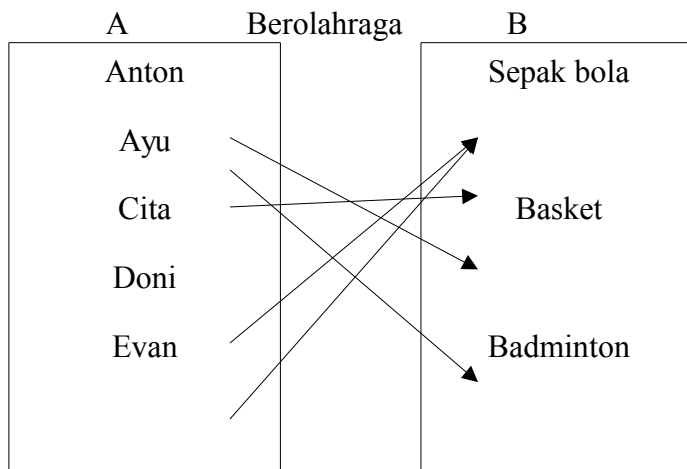 A Berolahraga B
Anton Sepak bola
Ayu
Cita Basket
Doni
Evan Badminton